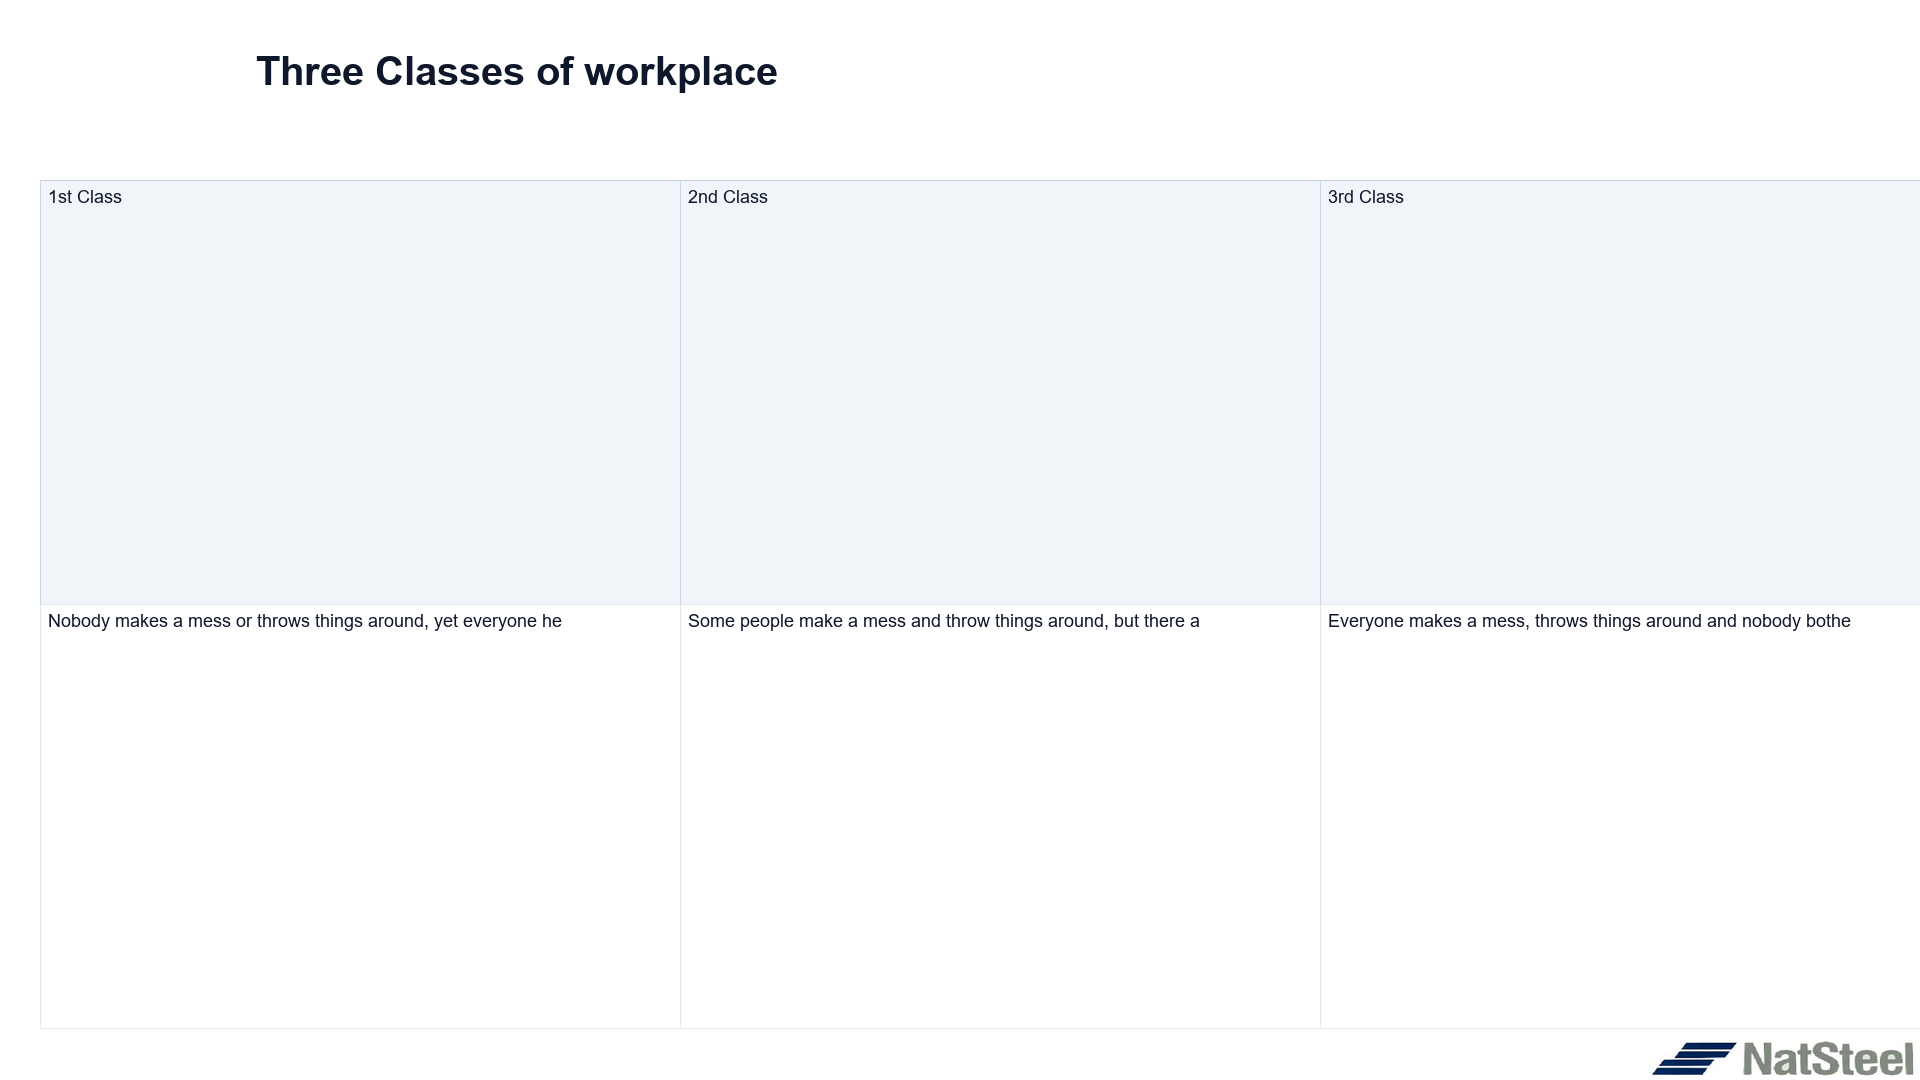 Three Classes of workplace
1st Class
2nd Class
3rd Class
Nobody makes a mess or throws things around, yet everyone he
Some people make a mess and throw things around, but there a
Everyone makes a mess, throws things around and nobody bothe
NatSteel